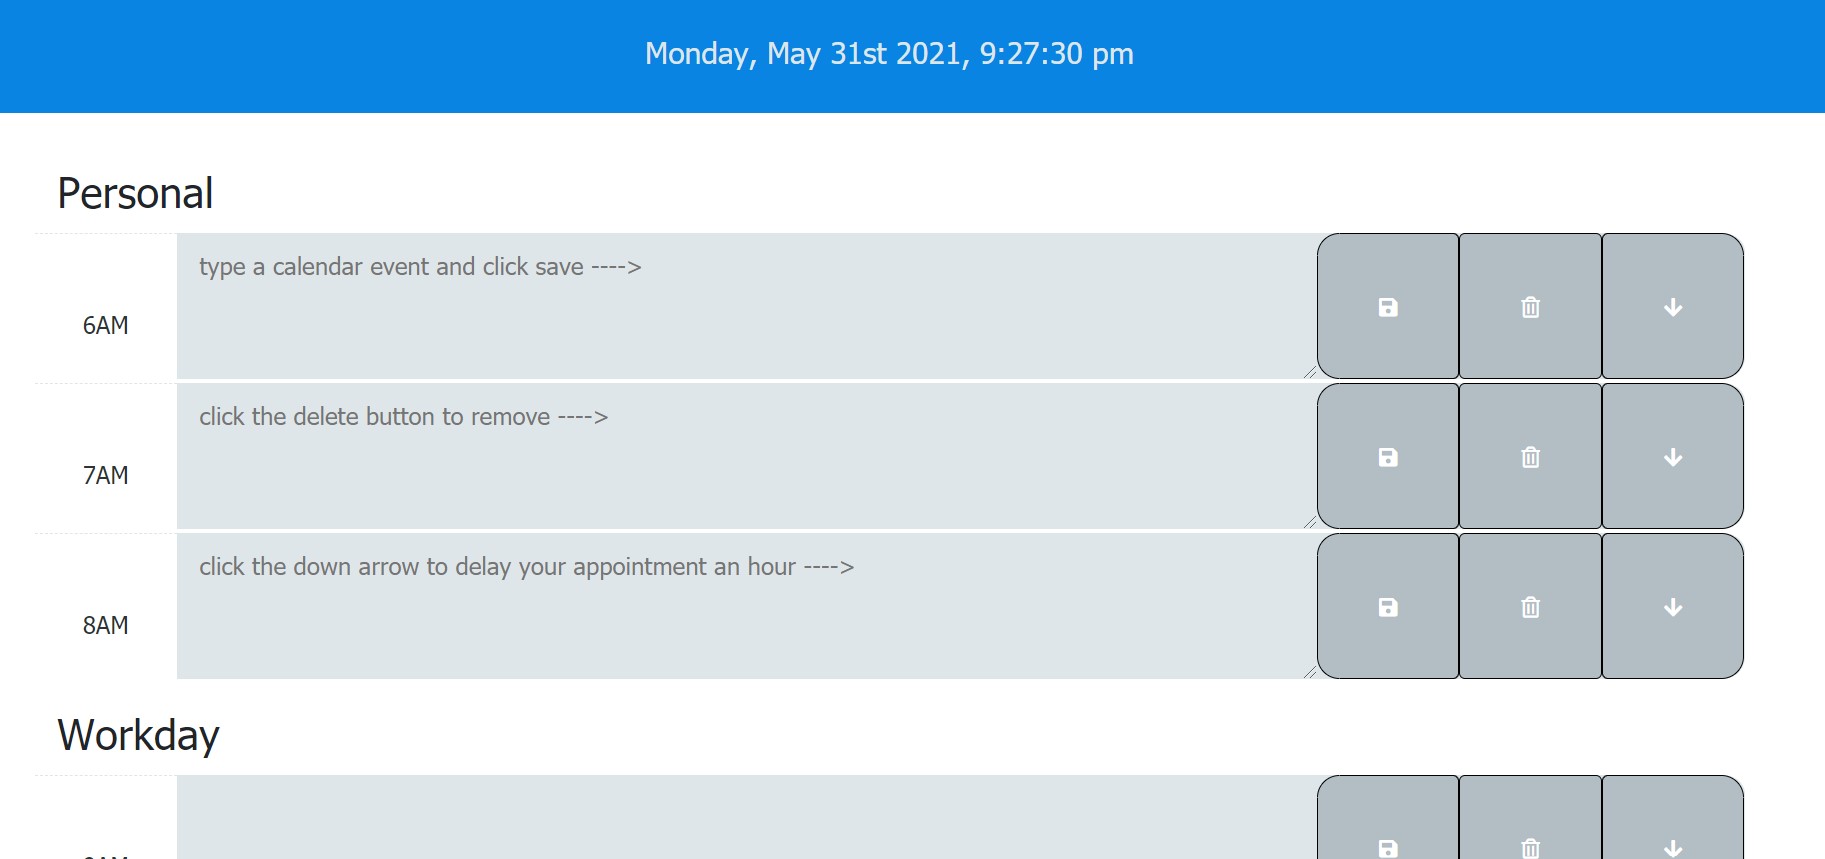 Monday, May 31st 2021, 9:27:30 pm
Personal
type a calendar event and click save ---->
6AM
click the delete button to remove ---->
7AM
click the down arrow to delay your appointment an hour ---->
8AM
Workday